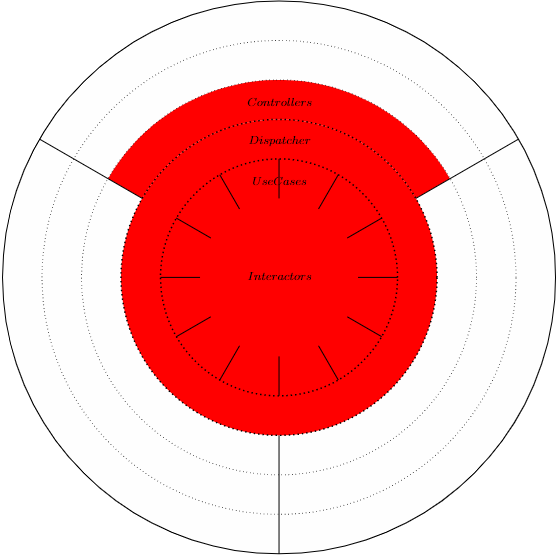 Controllers
Dispatcher
UseCases
Interactors